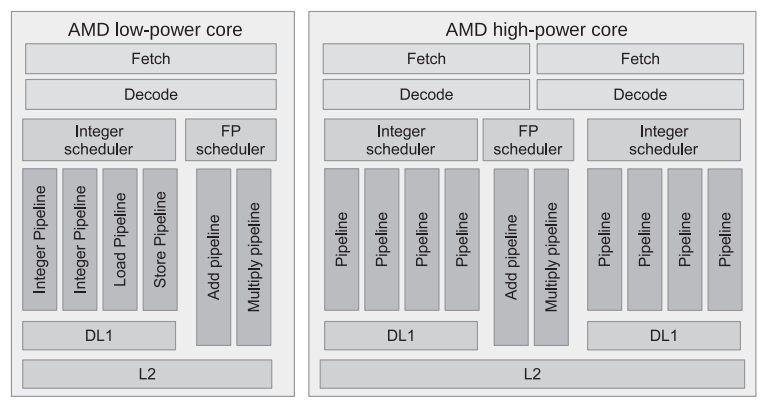 AMD low-power core
Fetch
Decode
Integer
scheduler
FP
scheduler
Integer Pipeline
Integer Pipeline
Load Pipeline
Store Pipeline
Add pipeline
Multiply pipeline
DL1
L2
AMD high-power core
Fetch
Fetch
Decode
Decode
Integer
scheduler
FP
scheduler
Integer
scheduler
Pipeline
Pipeline
Pipeline
Pipeline
Add pipeline
Multiply pipeline
Pipeline
Pipeline
Pipeline
Pipeline
DL1
DL1
L2